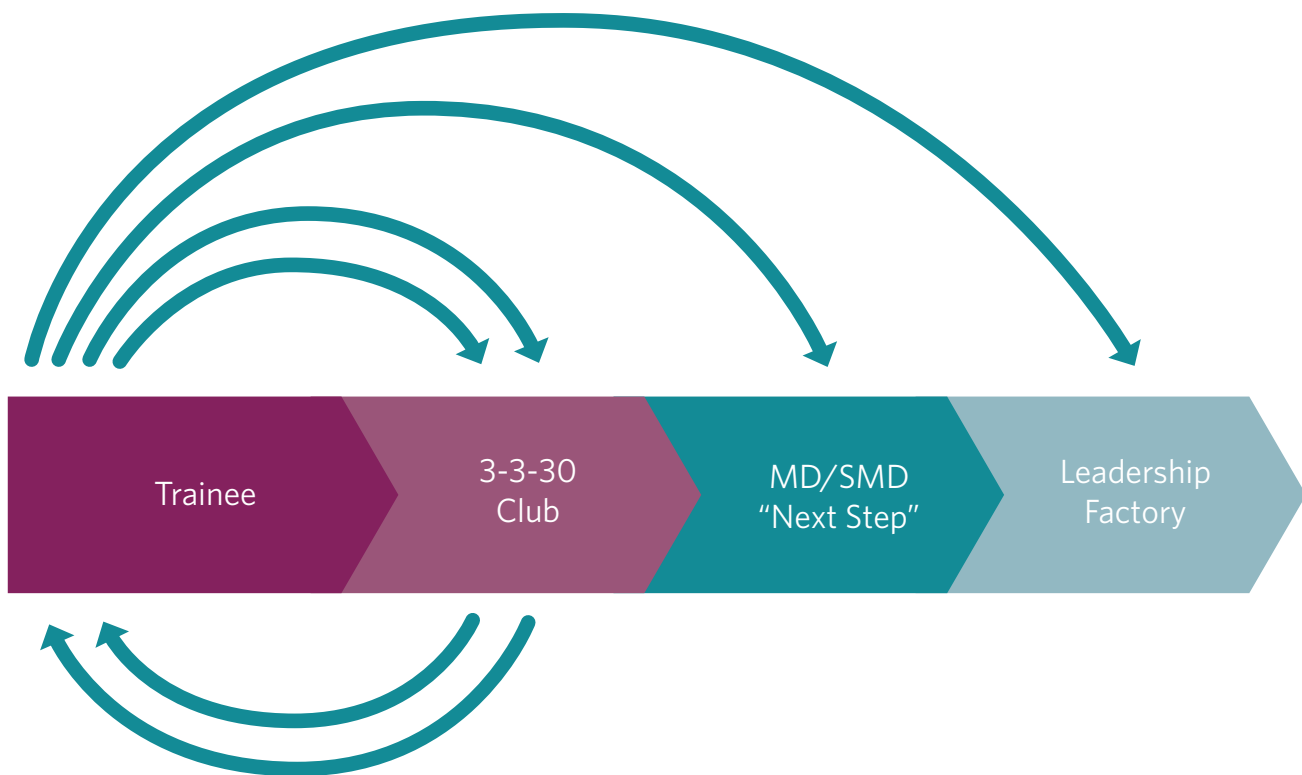 Trainee
3-3-30
Club
MD/SMD
“Next Step”
Leadership
Factory